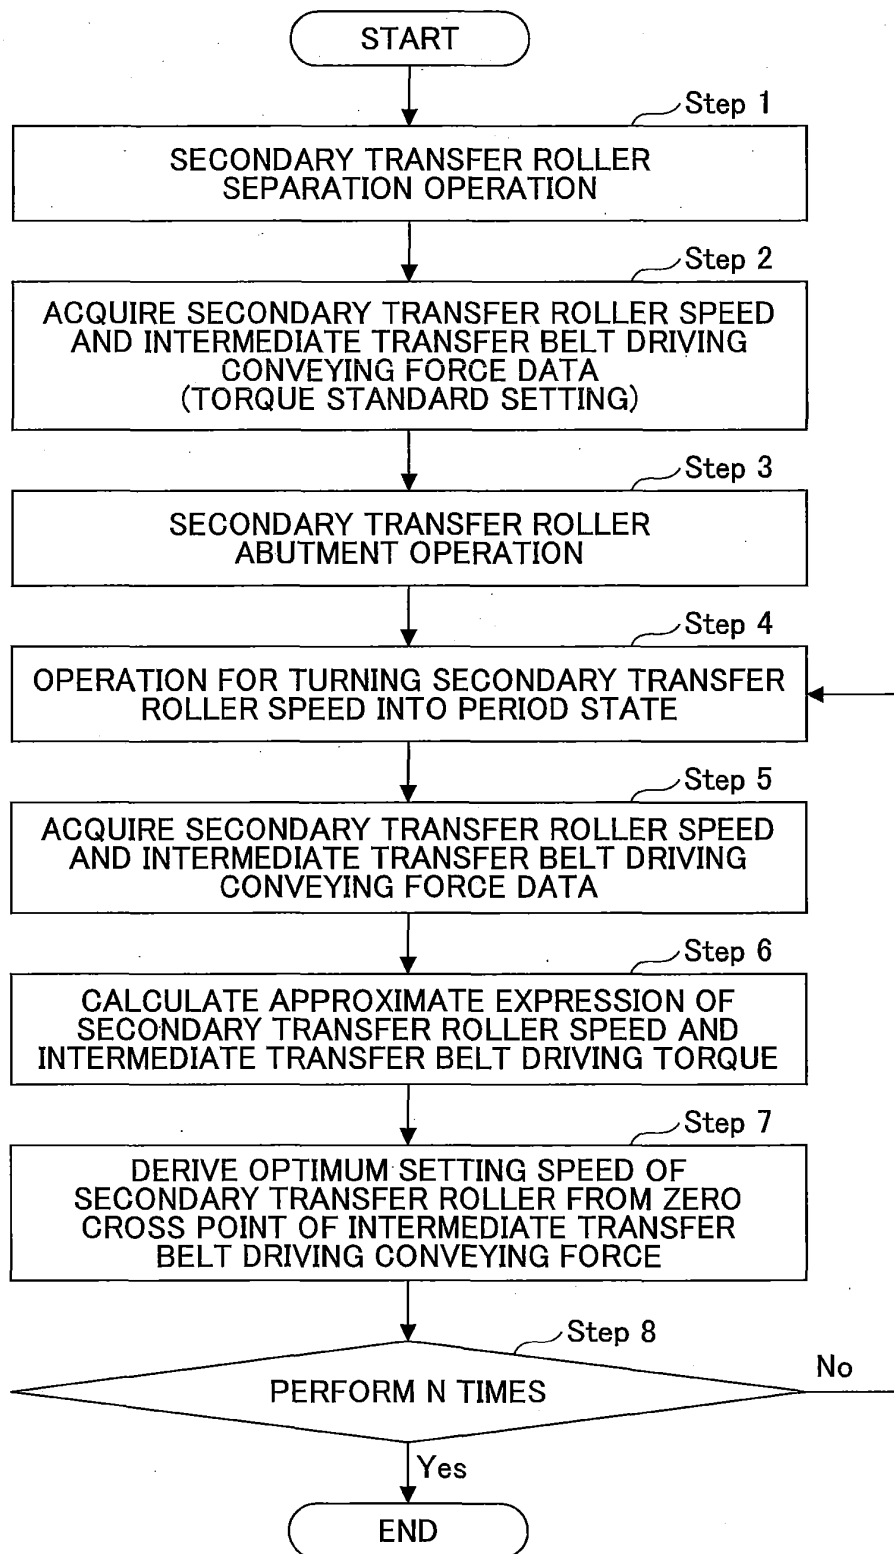 START
Step 1
SECONDARY TRANSFER ROLLER
SEPARATION OPERATION
Step 2
ACQUIRE SECONDARY TRANSFER ROLLER SPEED
AND INTERMEDIATE TRANSFER BELT DRIVING
CONVEYING FORCE DATA
(TORQUE STANDARD SETTING)
Step 3
SECONDARY TRANSFER ROLLER
ABUTMENT OPERATION
Step 4
OPERATION FOR TURNING SECONDARY TRANSFER
ROLLER SPEED INTO PERIOD STATE
Step 5
ACQUIRE SECONDARY TRANSFER ROLLER SPEED
AND INTERMEDIATE TRANSFER BELT DRIVING
CONVEYING FORCE DATA
Step 6
CALCULATE APPROXIMATE EXPRESSION OF
SECONDARY TRANSFER ROLLER SPEED AND
INTERMEDIATE TRANSFER BELT DRIVING TORQUE
Step 7
DERIVE OPTIMUM SETTING SPEED OF
SECONDARY TRANSFER ROLLER FROM ZERO
CROSS POINT OF INTERMEDIATE TRANSFER
BELT DRIVING CONVEYING FORCE
Step 8
PERFORM N TIMES
No
Yes
END